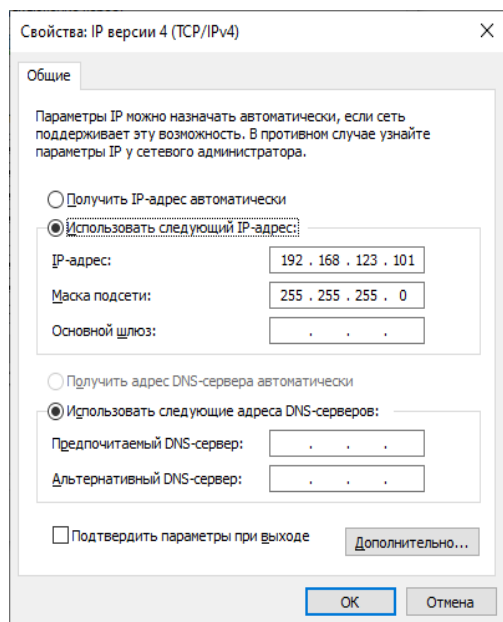 Свойства: IP версии 4 (TCP/IPv4)
Общие
Параметры IP можно назначать автоматически, если сеть
поддерживает эту возможность. В противном случае узнайте
параметры IP у сетевого администратора.
Получить IP-адрес автоматически
Использовать следующий IP-адрес:
IP-адрес: 192 . 168 . 123 . 101
Маска подсети: 255 . 255 . 255 . 0
Основной шлюз: . . .
Получить адрес DNS-сервера автоматически
Использовать следующие адреса DNS-серверов:
Предпочитаемый DNS-сервер: . . .
Альтернативный DNS-сервер: . . .
Подтвердить параметры при выходе Дополнительно...
ОК Отмена